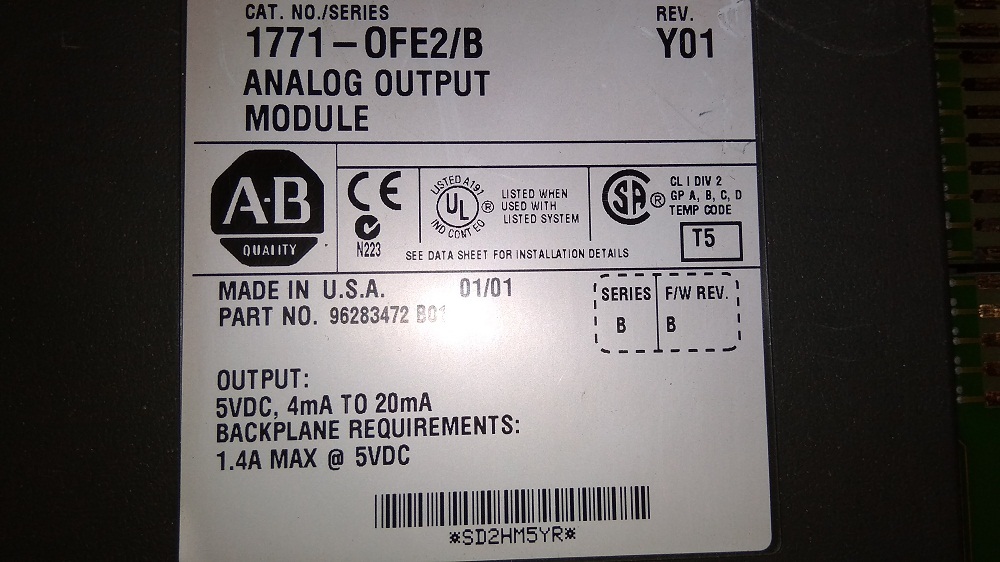 CAT. NO./SERIES REV.
1771-OFE2/B Y01
ANALOG OUTPUT
MODULE
A-B
QUALITY
CE
N223
LISTED A191
UL ®
IND CONT EQ
LISTED WHEN
USED WITH
LISTED SYSTEM
SA ®
CL I DIV 2
GP A, B, C, D
TEMP CODE
T5
SEE DATA SHEET FOR INSTALLATION DETAILS
MADE IN U.S.A. 01/01
PART NO. 96283472 B01
SERIES F/W REV.
B B
OUTPUT:
5VDC, 4mA TO 20mA
BACKPLANE REQUIREMENTS:
1.4A MAX @ 5VDC
*SD2HM5YR*